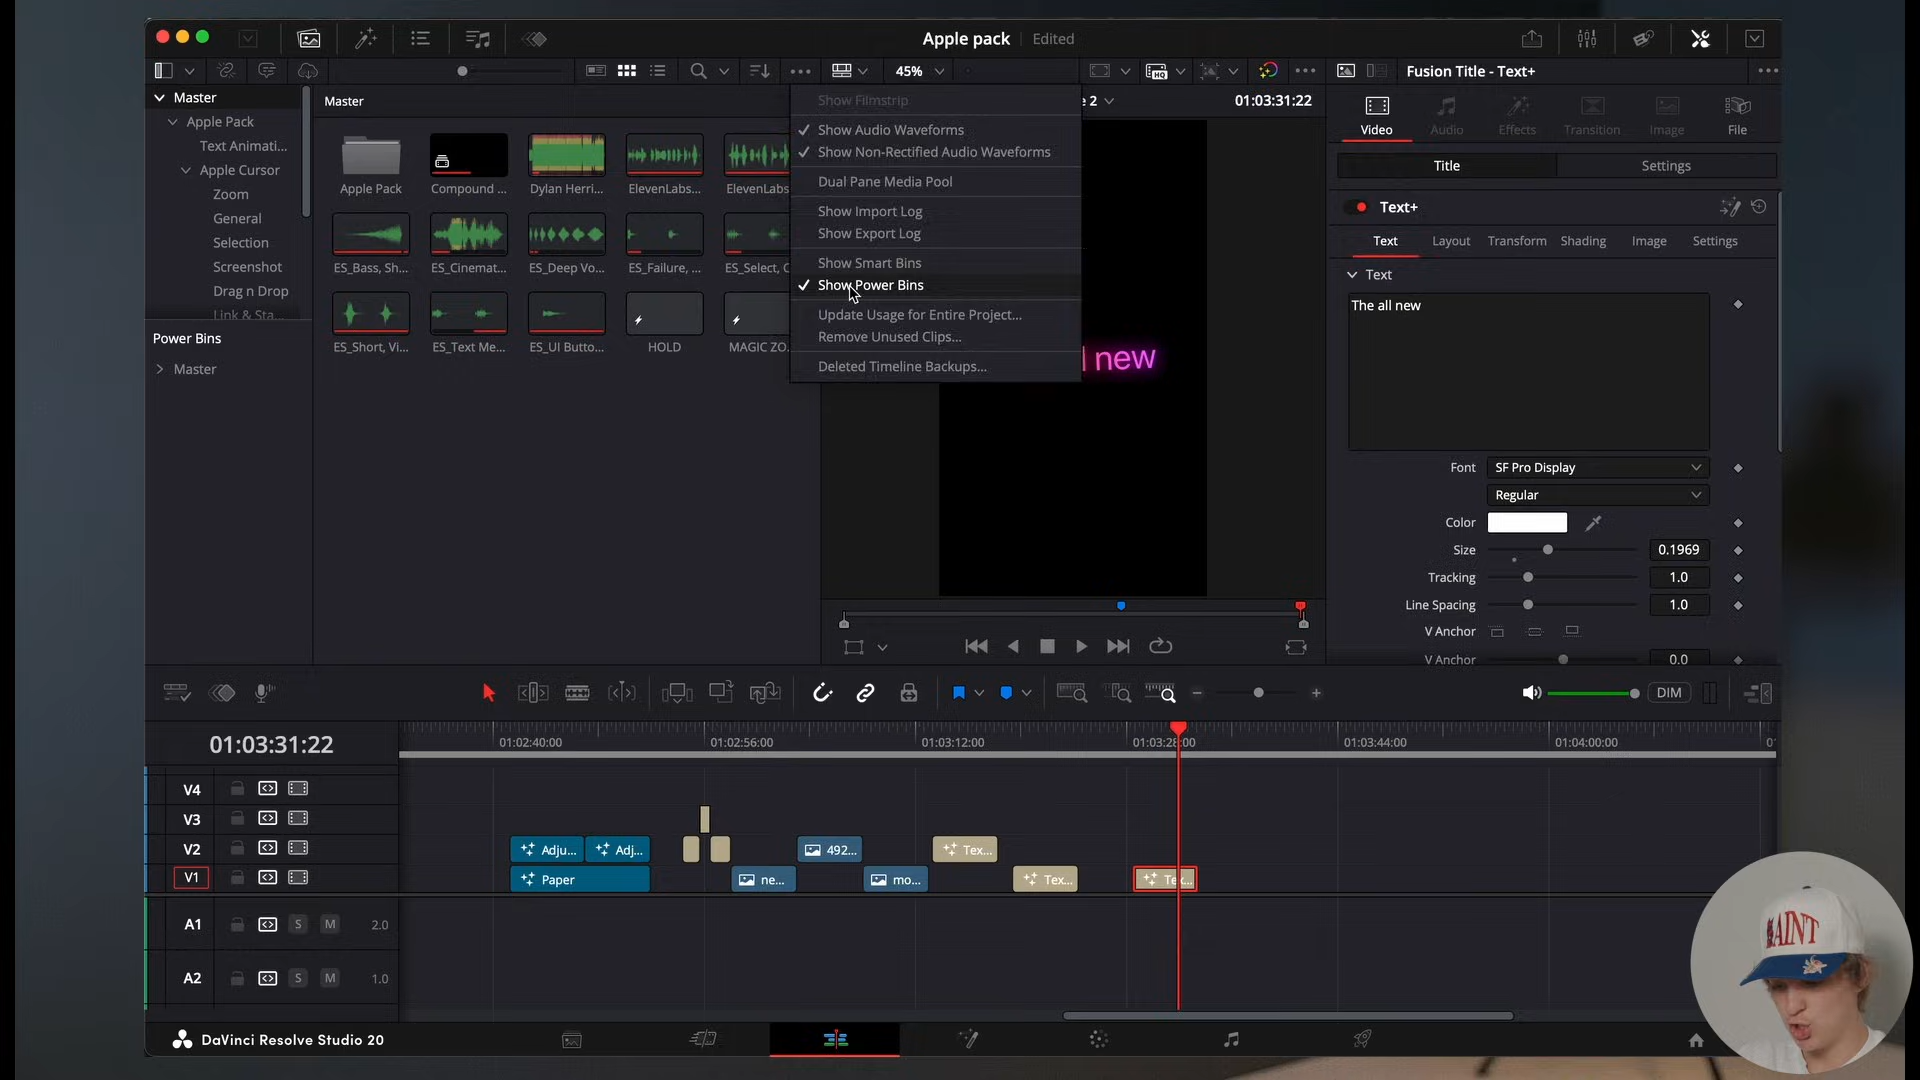 Apple pack
Edited
45%
Fusion Title - Text+
Master
Apple Pack
Text Animati...
Apple Cursor
Zoom
General
Selection
Screenshot
Drag n Drop
Link & Sta...
Power Bins
Master
Master
Apple Pack
Compound ...
Dylan Herri...
ElevenLabs...
ElevenLabs
ES_Bass, Sh...
ES_Cinemat...
ES_Deep Vo...
ES_Failure, ...
ES_Select, C
ES_Short, Vi...
ES_Text Me...
ES_UI Butto...
HOLD
MAGIC ZO...
Show Filmstrip
Show Audio Waveforms
Show Non-Rectified Audio Waveforms
Dual Pane Media Pool
Show Import Log
Show Export Log
Show Smart Bins
Show Power Bins
Update Usage for Entire Project...
Remove Unused Clips...
Deleted Timeline Backups...
e 2
01:03:31:22
new
Video
Audio
Effects
Transition
Image
File
Title
Settings
Text+
Text
Layout
Transform
Shading
Image
Settings
Text
The all new
Font
SF Pro Display
Regular
Color
Size
0.1969
Tracking
1.0
Line Spacing
1.0
V Anchor
V Anchor
0.0
DIM
01:03:31:22
01:02:40:00
01:02:56:00
01:03:12:00
01:03:28:00
01:03:44:00
01:04:00:00
V4
V3
V2
Adju...
Adj...
492...
Tex...
V1
Paper
ne...
mo...
Tex...
Tex...
A1
S
M
2.0
A2
S
M
1.0
DaVinci Resolve Studio 20